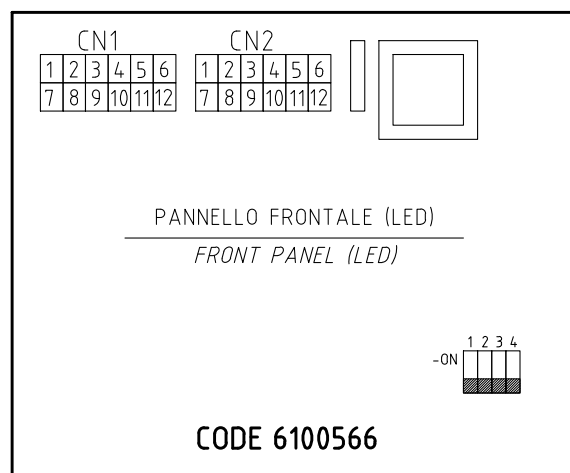 CN1 CN2
1 2 3 4 5 6 1 2 3 4 5 6
7 8 9 10 11 12 7 8 9 10 11 12
PANNELLO FRONTALE (LED)
FRONT PANEL (LED)
1 2 3 4
-ON
CODE 6100566